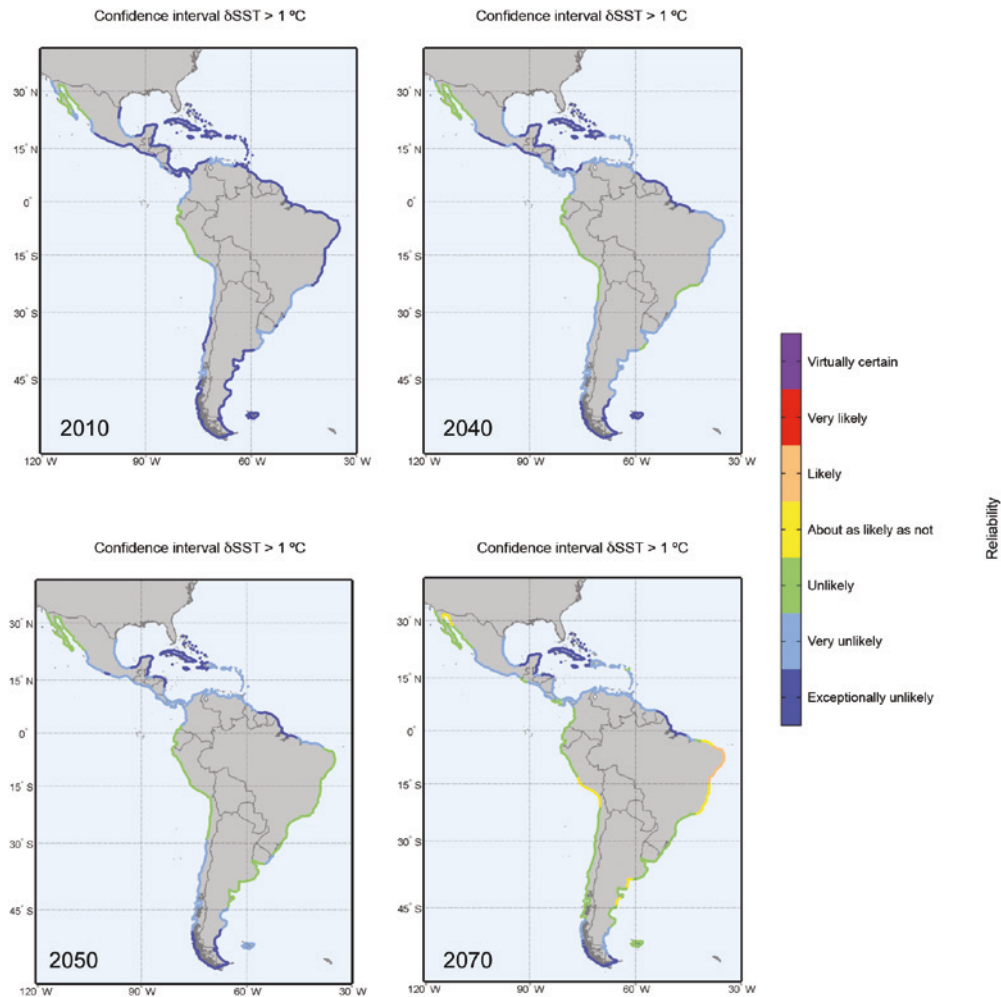 Confidence interval δSST > 1 ºC
30° N
15° N
0°
15° S
30° S
45° S
2010
120 W 90 W 60 W 30 W
Confidence interval δSST > 1 ºC
30° N
15° N
0°
15° S
30° S
45° S
2040
120 W 90 W 60 W 30 W
Confidence interval δSST > 1 ºC
30° N
15° N
0°
15° S
30° S
45° S
2050
120 W 90 W 60 W 30 W
Confidence interval δSST > 1 ºC
30° N
15° N
0°
15° S
30° S
45° S
2070
120 W 90 W 60 W 30 W
Virtually certain
Very likely
Likely
About as likely as not
Unlikely
Very unlikely
Exceptionally unlikely
Reliability